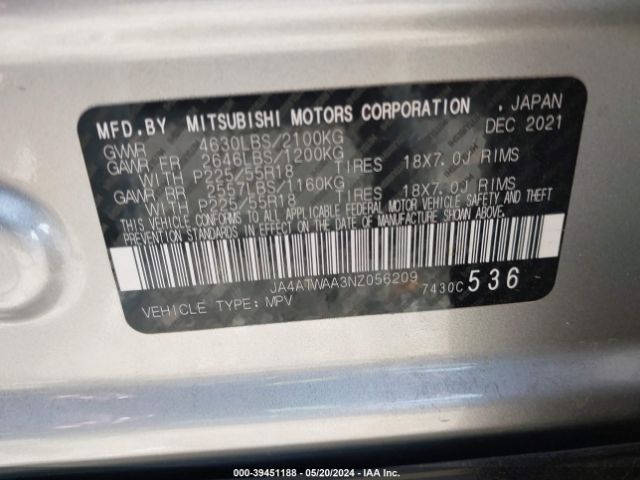 MFD.BY MITSUBISHI MOTORS CORPORATION . JAPAN
GVWR 4630LBS/2100KG DEC 2021
GAWR FR 2646LBS/1200KG
WITH P225/55R18 TIRES 18X7.0J RIMS
GAWR RR 2557LBS/1160KG
WITH P225/55R18 TIRES 18X7.0J RIMS
THIS VEHICLE CONFORMS TO ALL APPLICABLE FEDERAL MOTOR VEHICLE SAFETY AND THEFT
PREVENTION STANDARDS IN EFFECT ON THE DATE OF MANUFACTURE SHOWN ABOVE.
JA4ATWAA3NZ056209 7430C 536
VEHICLE TYPE: MPV
000-39451188 - 05/20/2024 - IAA Inc.